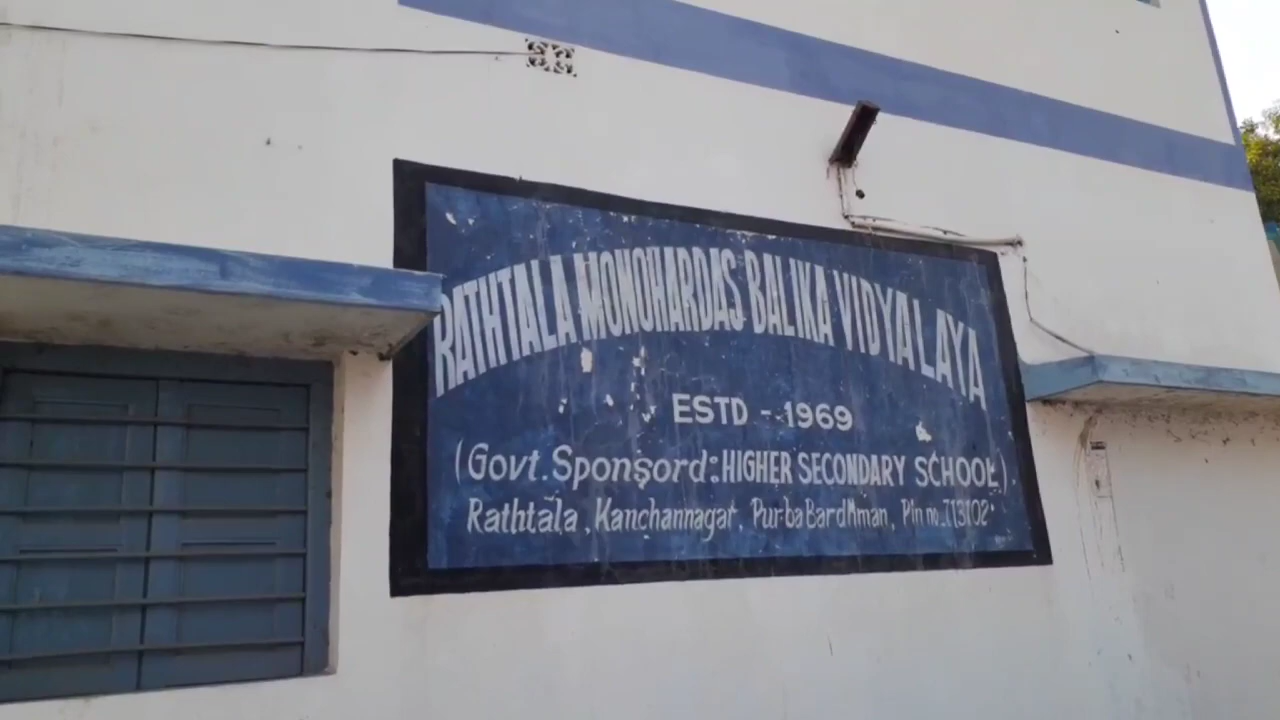 RATHTALA MONOHARDAS BALIKA VIDYALAYA
ESTD - 1969
(Govt. Sponsord: HIGHER SECONDARY SCHOOL).
Rathtala, Kanchannagar, Purba Bardhman, Pin no. 713102